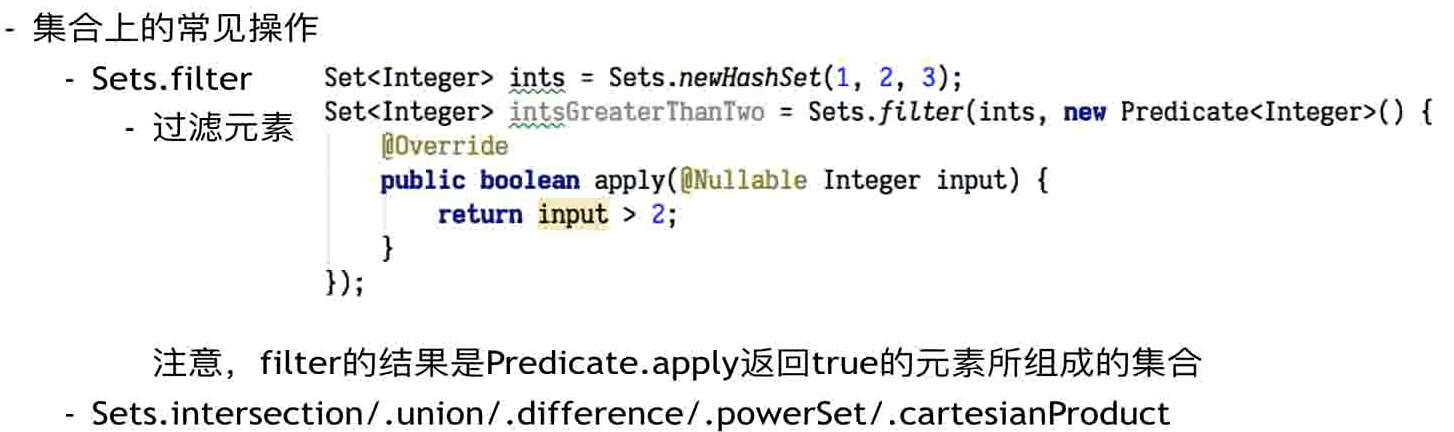 - 集合上的常见操作
- Sets.filter
- 过滤元素
Set<Integer> ints = Sets.newHashSet(1, 2, 3);
Set<Integer> intsGreaterThanTwo = Sets.filter(ints, new Predicate<Integer>() {
@Override
public boolean apply(@Nullable Integer input) {
return input > 2;
}
});
注意，filter的结果是Predicate.apply返回true的元素所组成的集合
- Sets.intersection/.union/.difference/.powerSet/.cartesianProduct